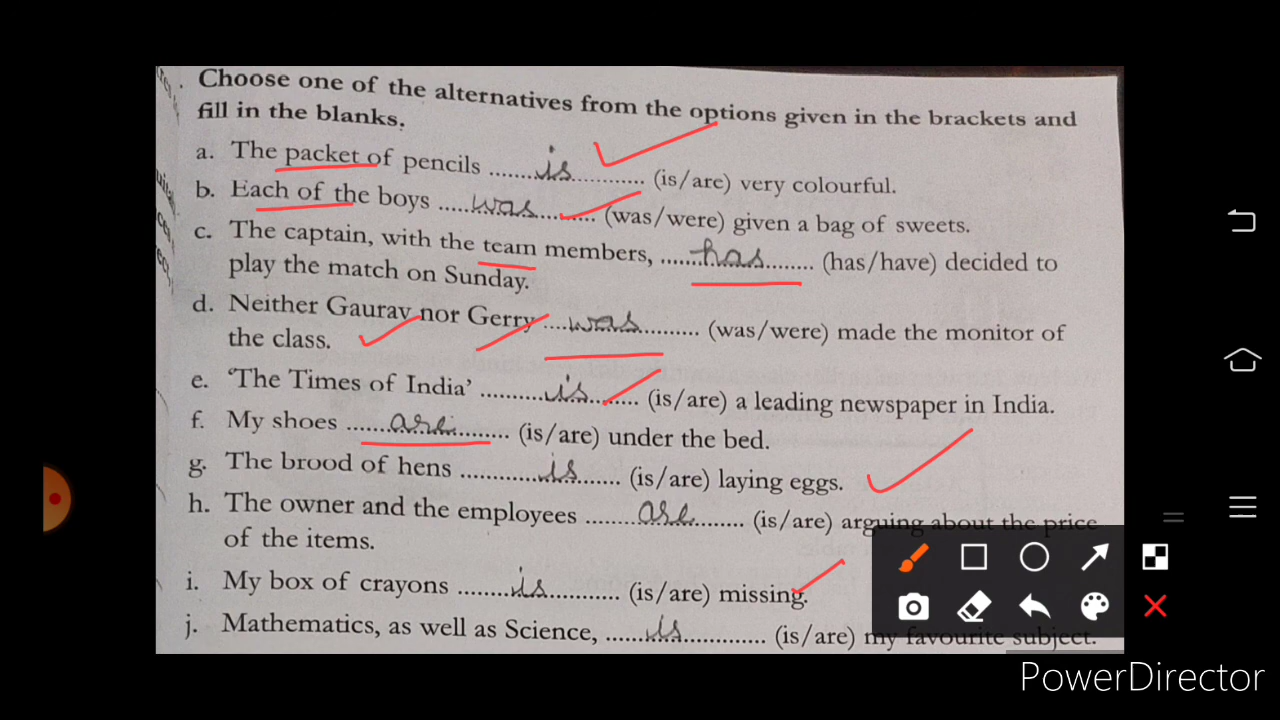 Choose one of the alternatives from the options given in the brackets and
fill in the blanks.
a. The packet of pencils ........is............ (is/are) very colourful.
b. Each of the boys .....was............ (was/were) given a bag of sweets.
c. The captain, with the team members, .......has.......... (has/have) decided to
play the match on Sunday.
d. Neither Gaurav nor Gerry ....was............ (was/were) made the monitor of
the class.
e. ‘The Times of India’ ..........is.......... (is/are) a leading newspaper in India.
f. My shoes ......are.......... (is/are) under the bed.
g. The brood of hens ............is........ (is/are) laying eggs.
h. The owner and the employees ........are.......... (is/are) arguing about the price
of the items.
i. My box of crayons ........is............ (is/are) missing.
j. Mathematics, as well as Science, ......is............. (is/are) my favourite subject.
PowerDirector